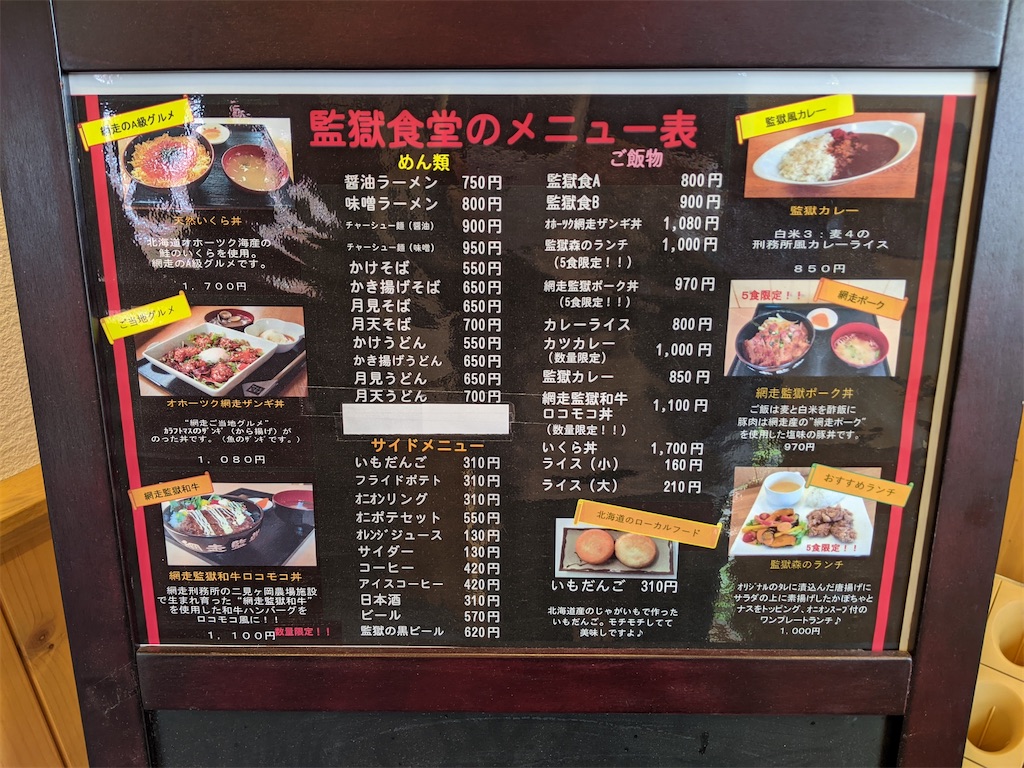 監獄食堂のメニュー表
網走のA級グルメ
天然いくら丼
北海道オホーツク海産の
鮭のいくらを使用。
網走のA級グルメです。
1,700円
ご当地グルメ
オホーツク網走ザンギ丼
“網走ご当地グルメ”
ｶﾗﾌﾄﾏｽのｻﾞﾝｷﾞ（から揚げ）が
のった丼です。（魚のｻﾞﾝｷﾞです。）
1,080円
網走監獄和牛
網走監獄和牛ロコモコ丼
網走刑務所の二見ヶ岡農場施設
で生まれ育った“網走監獄和牛”
を使用した和牛ハンバーグを
ロコモコ風に！！
1,100円 数量限定！！
めん類
醤油ラーメン 750円
味噌ラーメン 800円
チャーシュー麺（醤油） 900円
チャーシュー麺（味噌） 950円
かけそば 550円
かき揚げそば 650円
月見そば 650円
月天そば 700円
かけうどん 550円
かき揚げうどん 650円
月見うどん 650円
月天うどん 700円
サイドメニュー
いもだんご 310円
フライドポテト 310円
ｵﾆオンリング 310円
ｵﾆポテセット 550円
ｵﾚﾝｼﾞジュース 130円
サイダー 130円
コーヒー 420円
アイスコーヒー 420円
日本酒 310円
ビール 570円
監獄の黒ビール 620円
ご飯物
監獄食A 800円
監獄食B 900円
ｵﾎｰﾂｸ網走ザンギ丼 1,080円
監獄森のランチ 1,000円
（5食限定！！）
網走監獄ポーク丼 970円
（5食限定！！）
カレーライス 800円
カツカレー 1,000円
（数量限定）
監獄カレー 850円
網走監獄和牛
ロコモコ丼 1,100円
（数量限定！！）
いくら丼 1,700円
ライス（小） 160円
ライス（大） 210円
北海道のローカルフード
いもだんご 310円
北海道産のじゃがいもで作った
いもだんご。モチモチしてて
美味しですよ♪
監獄風カレー
監獄カレー
白米3：麦4の
刑務所風カレーライス
850円
5食限定！！
網走ポーク
網走監獄ポーク丼
ご飯は麦と白米を酢飯に
豚肉は網走産の“網走ポーク”
を使用した塩味の豚丼です。
970円
おすすめランチ
5食限定！！
監獄森のランチ
ｵﾘｼﾞﾅﾙのﾀﾚに漬込んだ唐揚げに
サラダの上に素揚げしたかぼちゃと
ナスをトッピング、ｵﾆｵﾝｽｰﾌﾟ付の
ワンプレートランチ♪
1,000円